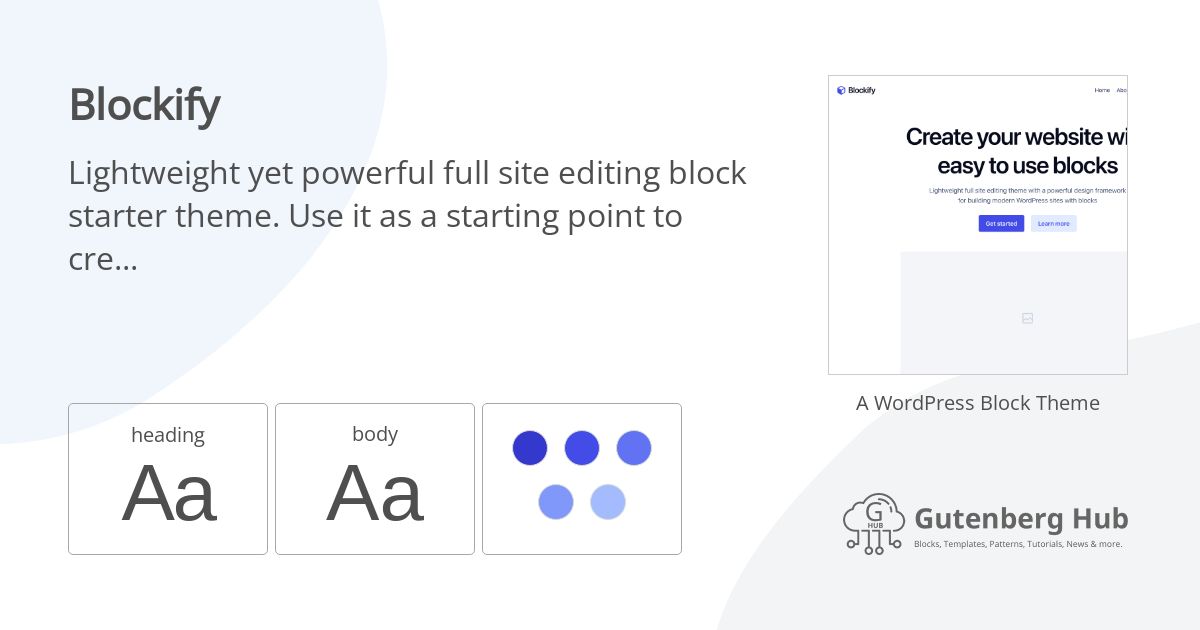 Blockify
Lightweight yet powerful full site editing block
starter theme. Use it as a starting point to
cre...
heading
Aa
body
Aa
Blockify
Home Abo
Create your website wi
easy to use blocks
Lightweight full site editing theme with a powerful design framework
for building modern WordPress sites with blocks
Get started
Learn more
A WordPress Block Theme
G
HUB
Gutenberg Hub
Blocks, Templates, Patterns, Tutorials, News & more.